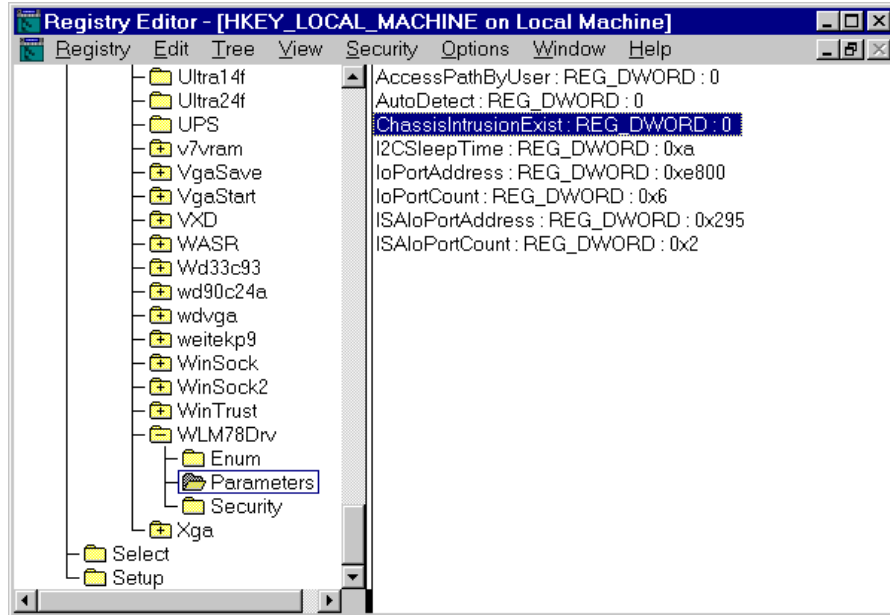 Registry Editor - [HKEY_LOCAL_MACHINE on Local Machine]
Registry Edit Tree View Security Options Window Help
Ultra14f
Ultra24f
UPS
v7vram
VgaSave
VgaStart
VXD
WASR
Wd33c93
wd90c24a
wdvga
weitekp9
WinSock
WinSock2
WinTrust
WLM78Drv
Enum
Parameters
Security
Xga
Select
Setup
AccessPathByUser : REG_DWORD : 0
AutoDetect : REG_DWORD : 0
ChassisIntrusionExist : REG_DWORD : 0
I2CSleepTime : REG_DWORD : 0xa
IoPortAddress : REG_DWORD : 0xe800
IoPortCount : REG_DWORD : 0x6
ISAIoPortAddress : REG_DWORD : 0x295
ISAIoPortCount : REG_DWORD : 0x2